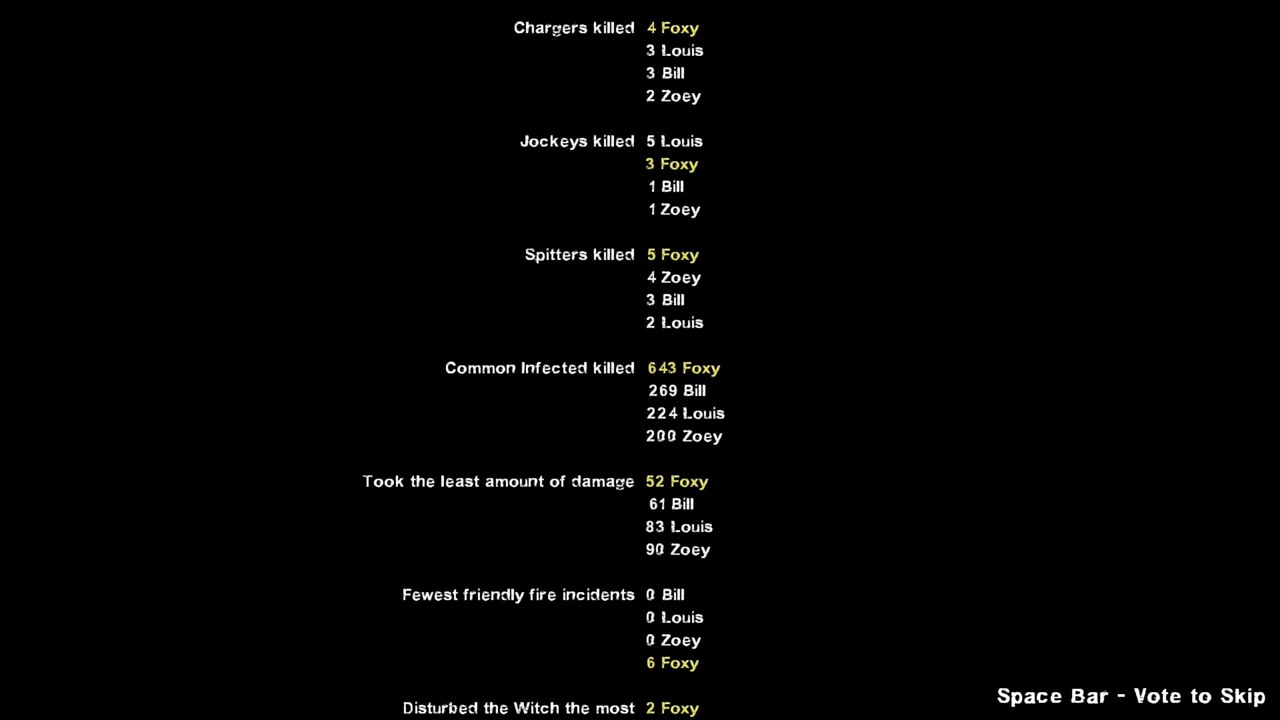 Chargers killed 4 Foxy
3 Louis
3 Bill
2 Zoey
Jockeys killed 5 Louis
3 Foxy
1 Bill
1 Zoey
Spitters killed 5 Foxy
4 Zoey
3 Bill
2 Louis
Common Infected killed 643 Foxy
269 Bill
224 Louis
200 Zoey
Took the least amount of damage 52 Foxy
61 Bill
83 Louis
90 Zoey
Fewest friendly fire incidents 0 Bill
0 Louis
0 Zoey
6 Foxy
Disturbed the Witch the most 2 Foxy
Space Bar - Vote to Skip